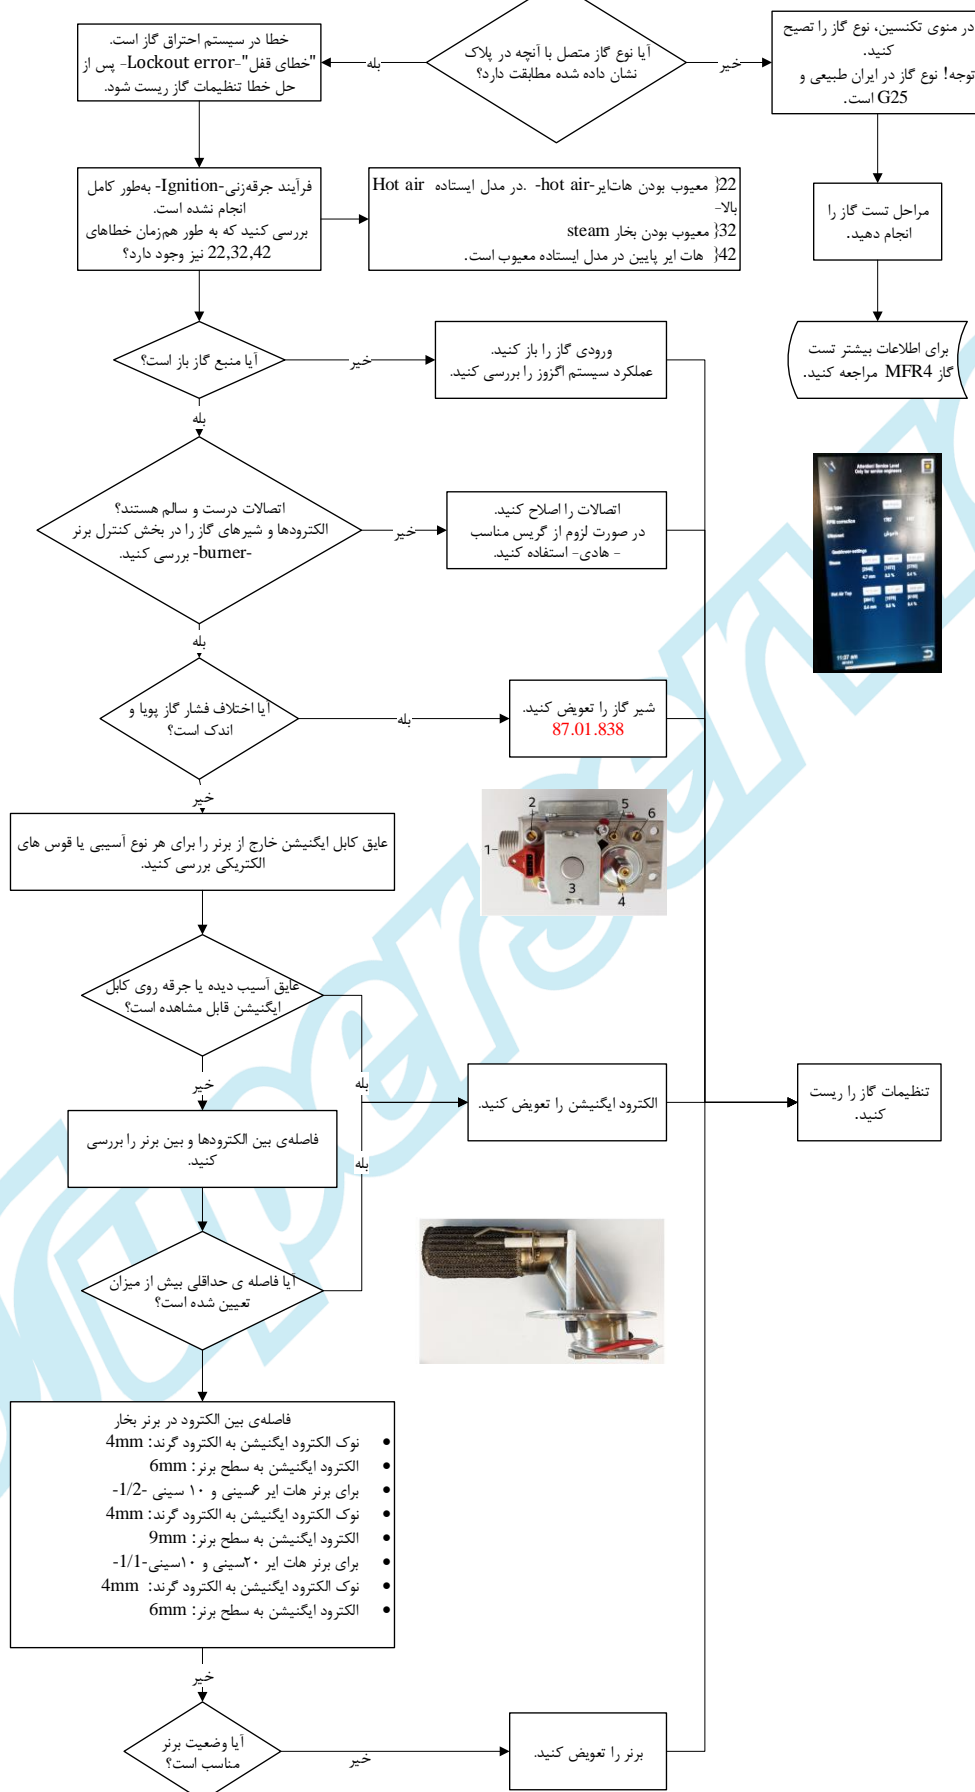 در منوی تکنسین، نوع گاز را تصیح
کنید.
توجه! نوع گاز در ایران طبیعی و
G25 است.
آیا نوع گاز متصل با آنچه در پلاک
نشان داده شده مطابقت دارد؟
خیر
بله
خطا در سیستم احتراق گاز است.
"خطای قفل"-Lockout error- پس از
حل خطا تنظیمات گاز ریست شود.
مراحل تست گاز را
انجام دهید.
برای اطلاعات بیشتر تست
گاز MFR4 مراجعه کنید.
فرآیند جرقه‌زنی-Ignition- به‌طور کامل
انجام نشده است.
بررسی کنید که به طور هم‌زمان خطاهای
22,32,42 نیز وجود دارد؟
22} معیوب بودن هات‌ایر-hot air- .در مدل ایستاده Hot air
بالا-
32} معیوب بودن بخار steam
42} هات ایر پایین در مدل ایستاده معیوب است.
آیا منبع گاز باز است؟
خیر
ورودی گاز را باز کنید.
عملکرد سیستم اگزوز را بررسی کنید.
بله
اتصالات درست و سالم هستند؟
الکترودها و شیرهای گاز را در بخش کنترل برنر
-burner- بررسی کنید.
خیر
اتصالات را اصلاح کنید.
در صورت لزوم از گریس مناسب
- هادی- استفاده کنید.
بله
آیا اختلاف فشار گاز پویا و
اندک است؟
بله
شیر گاز را تعویض کنید.
87.01.838
خیر
عایق کابل ایگنیشن خارج از برنر را برای هر نوع آسیبی یا قوس های
الکتریکی بررسی کنید.
2
5
6
1
3
4
عایق آسیب دیده یا جرقه روی کابل
ایگنیشن قابل مشاهده است؟
بله
خیر
الکترود ایگنیشن را تعویض کنید.
تنظیمات گاز را ریست
کنید.
فاصله‌ی بین الکترودها و بین برنر را بررسی
کنید.
بله
آیا فاصله ی حداقلی بیش از میزان
تعیین شده است؟
فاصله‌ی بین الکترود در برنر بخار
• نوک الکترود ایگنیشن به الکترود گرند: 4mm
• الکترود ایگنیشن به سطح برنر: 6mm
• برای برنر هات ایر ۶سینی و ۱۰ سینی -1/2-
• نوک الکترود ایگنیشن به الکترود گرند: 4mm
• الکترود ایگنیشن به سطح برنر: 9mm
• برای برنر هات ایر ۲۰سینی و ۱۰سینی-1/1-
• نوک الکترود ایگنیشن به الکترود گرند: 4mm
• الکترود ایگنیشن به سطح برنر: 6mm
خیر
آیا وضعیت برنر
مناسب است؟
خیر
برنر را تعویض کنید.